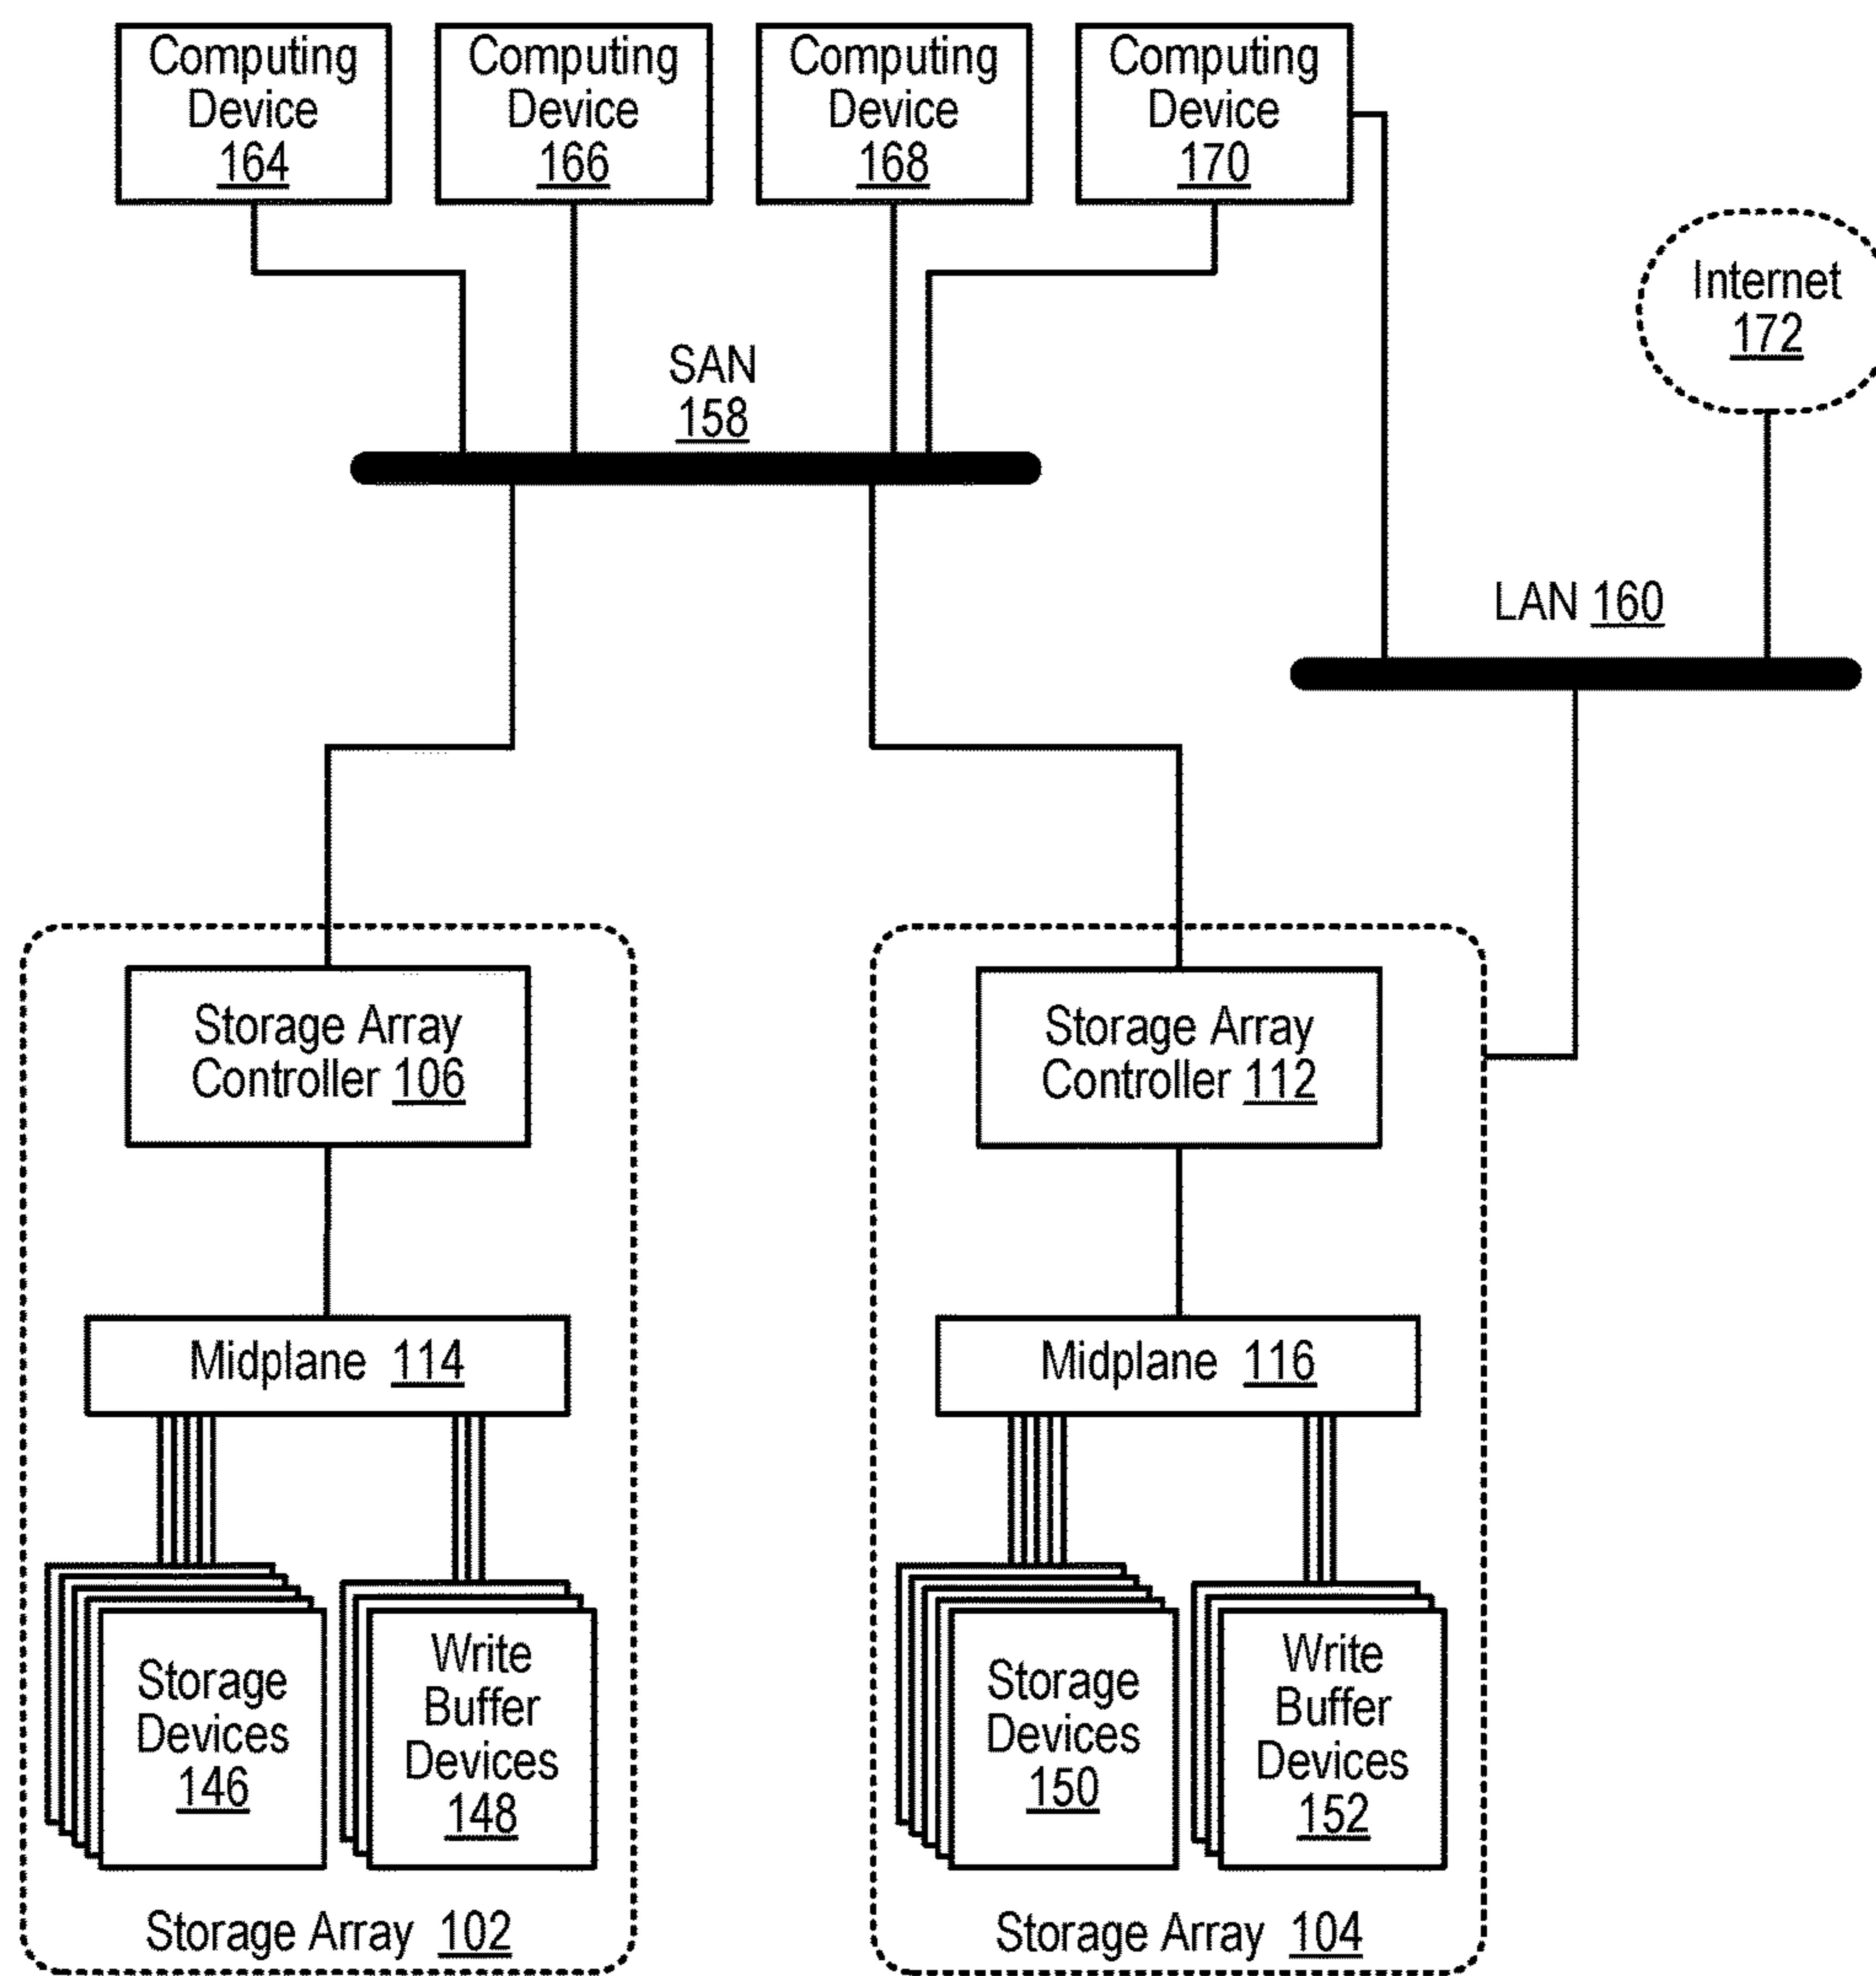 Computing
Device
164
Computing
Device
166
Computing
Device
168
Computing
Device
170
Internet
172
SAN
158
LAN 160
Storage Array
Controller 106
Storage Array
Controller 112
Midplane 114
Midplane 116
Storage
Devices
146
Write
Buffer
Devices
148
Storage
Devices
150
Write
Buffer
Devices
152
Storage Array 102
Storage Array 104